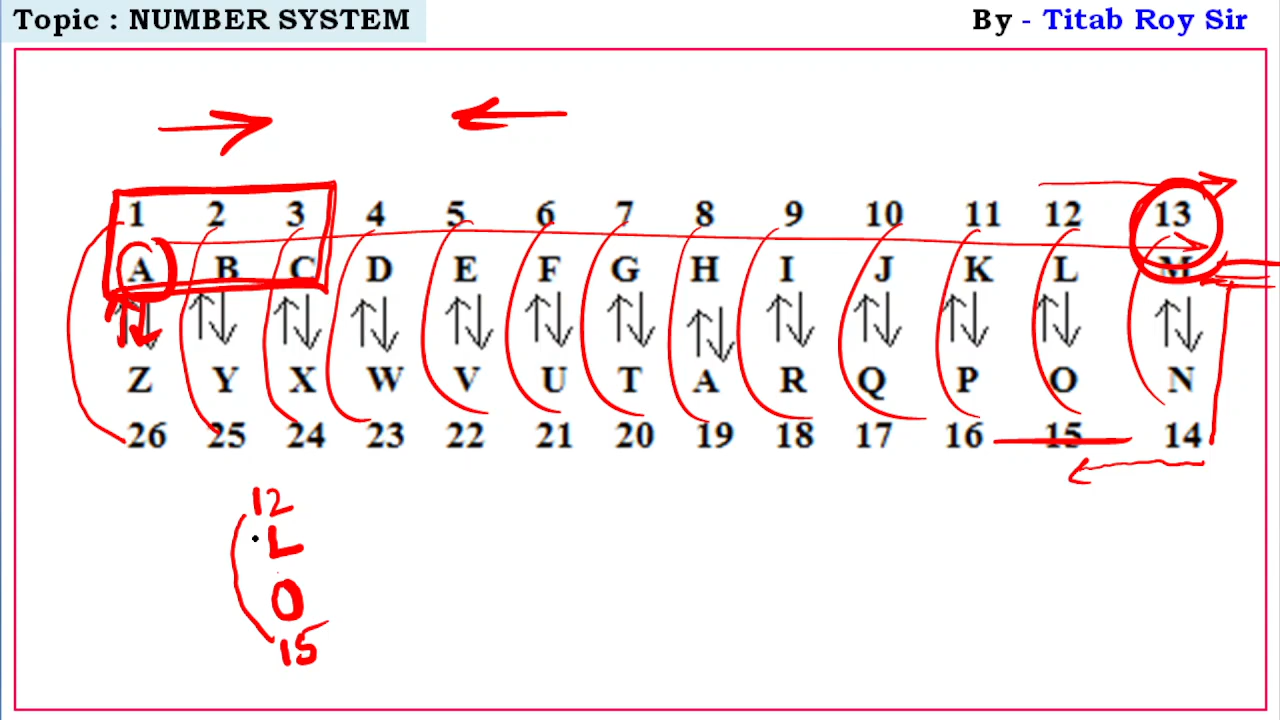 Topic : NUMBER SYSTEM
By - Titab Roy Sir
1 2 3 4 5 6 7 8 9 10 11 12 13
A B C D E F G H I J K L M
Z Y X W V U T A R Q P O N
26 25 24 23 22 21 20 19 18 17 16 15 14
12
L
O
15